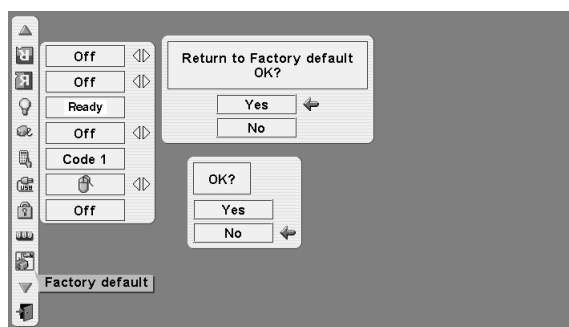 Off
Off
Ready
Off
Code 1
USB
Off
Factory default
Return to Factory default
OK?
Yes
No
OK?
Yes
No